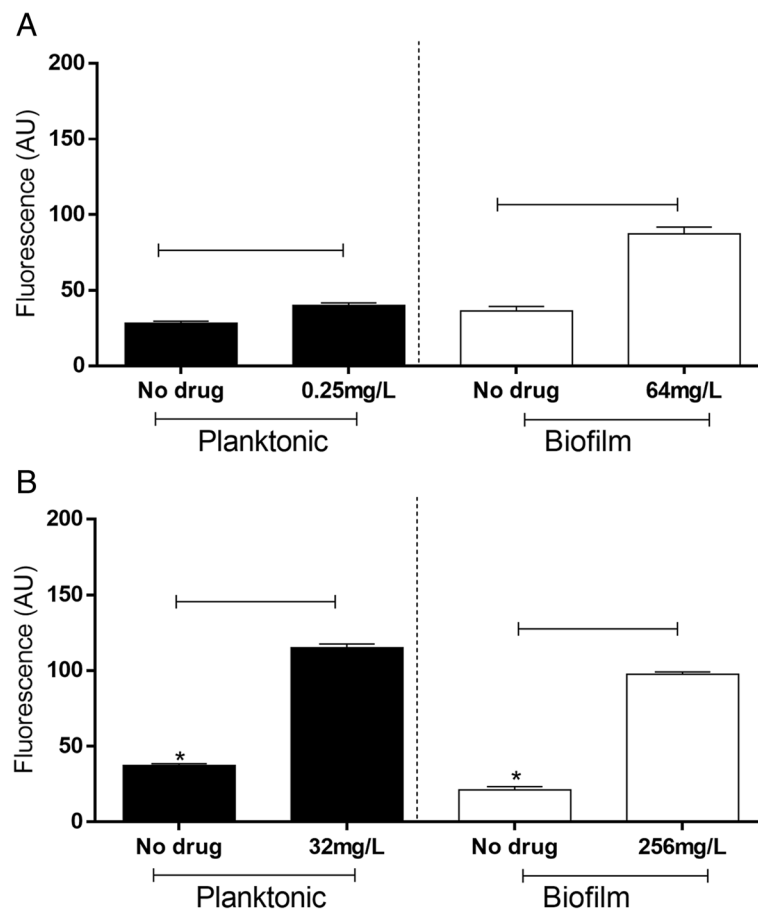 A
200
150
100
50
0
Fluorescence (AU)
No drug 0.25mg/L No drug 64mg/L
Planktonic Biofilm
B
200
150
100
50
0
Fluorescence (AU)
* *
No drug 32mg/L No drug 256mg/L
Planktonic Biofilm